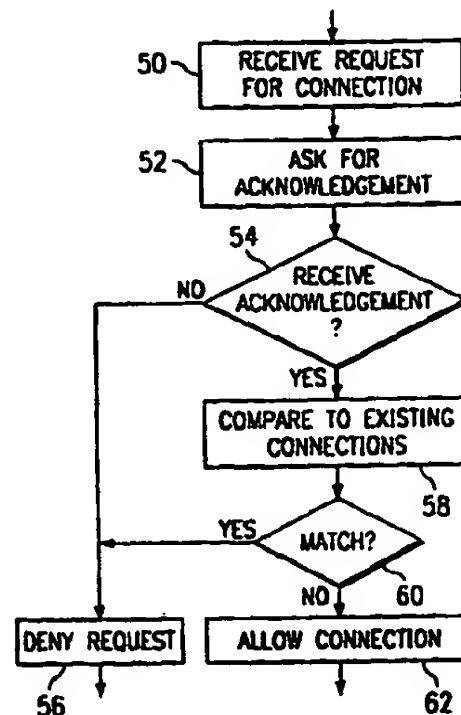 50
RECEIVE REQUEST
FOR CONNECTION
52
ASK FOR
ACKNOWLEDGEMENT
54
RECEIVE
ACKNOWLEDGEMENT
?
NO
YES
COMPARE TO EXISTING
CONNECTIONS
58
YES
MATCH?
60
NO
DENY REQUEST
56
ALLOW CONNECTION
62